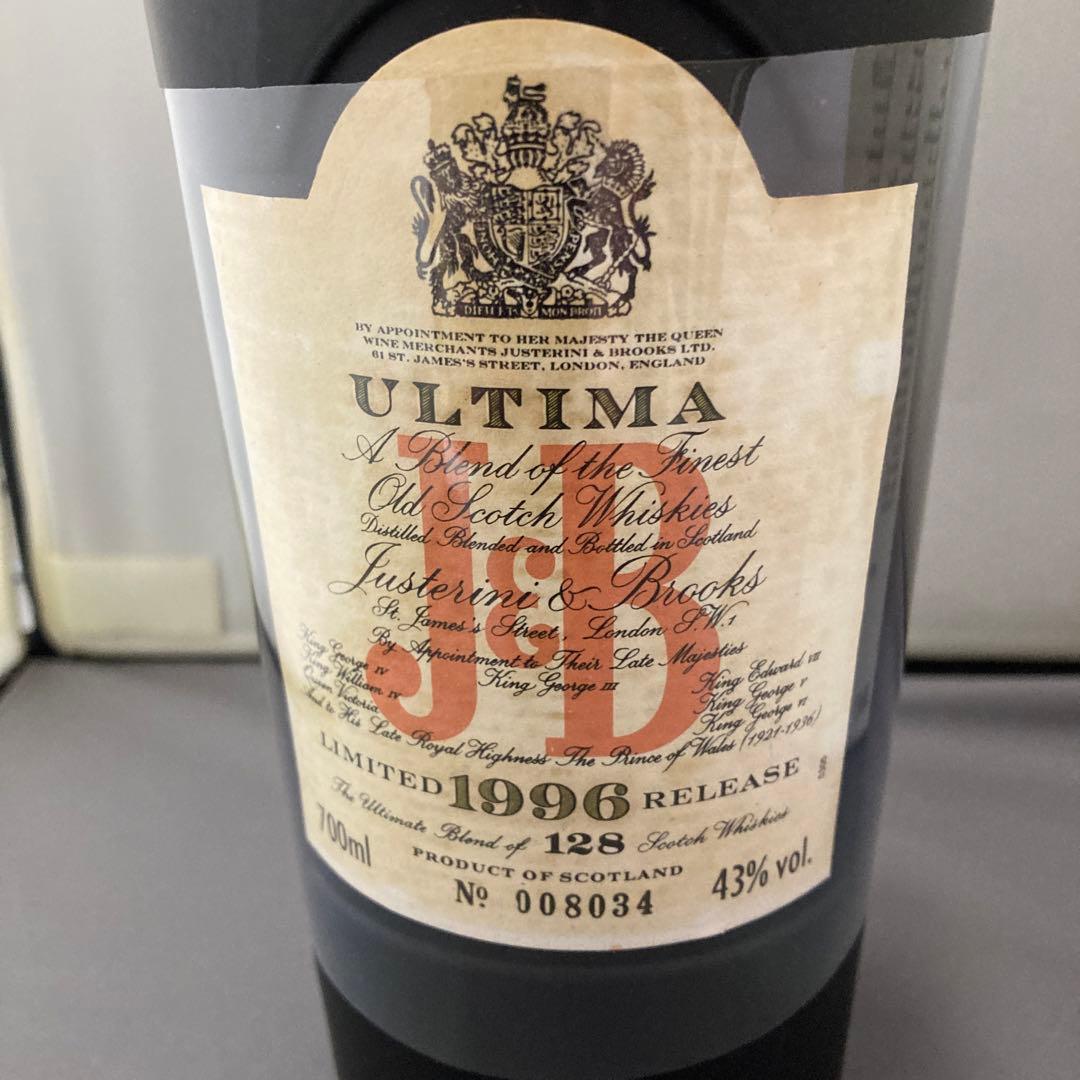 DIEU ET MON DROIT
BY APPOINTMENT TO HER MAJESTY THE QUEEN
WINE MERCHANTS JUSTERINI & BROOKS LTD.
61 ST. JAMES'S STREET, LONDON, ENGLAND
ULTIMA
J&B
A Blend of the Finest
Old Scotch Whiskies
Distilled Blended and Bottled in Scotland
Justerini & Brooks
St. James's Street, London S.W.1
By Appointment to Their Late Majesties
King George IV King George III King Edward VII
King William IV King George V
Queen Victoria King George VI
And to His Late Royal Highness The Prince of Wales (1921-1936)
LIMITED 1996 RELEASE
The Ultimate Blend of 128 Scotch Whiskies
700ml PRODUCT OF SCOTLAND 43% vol.
Nº 008034